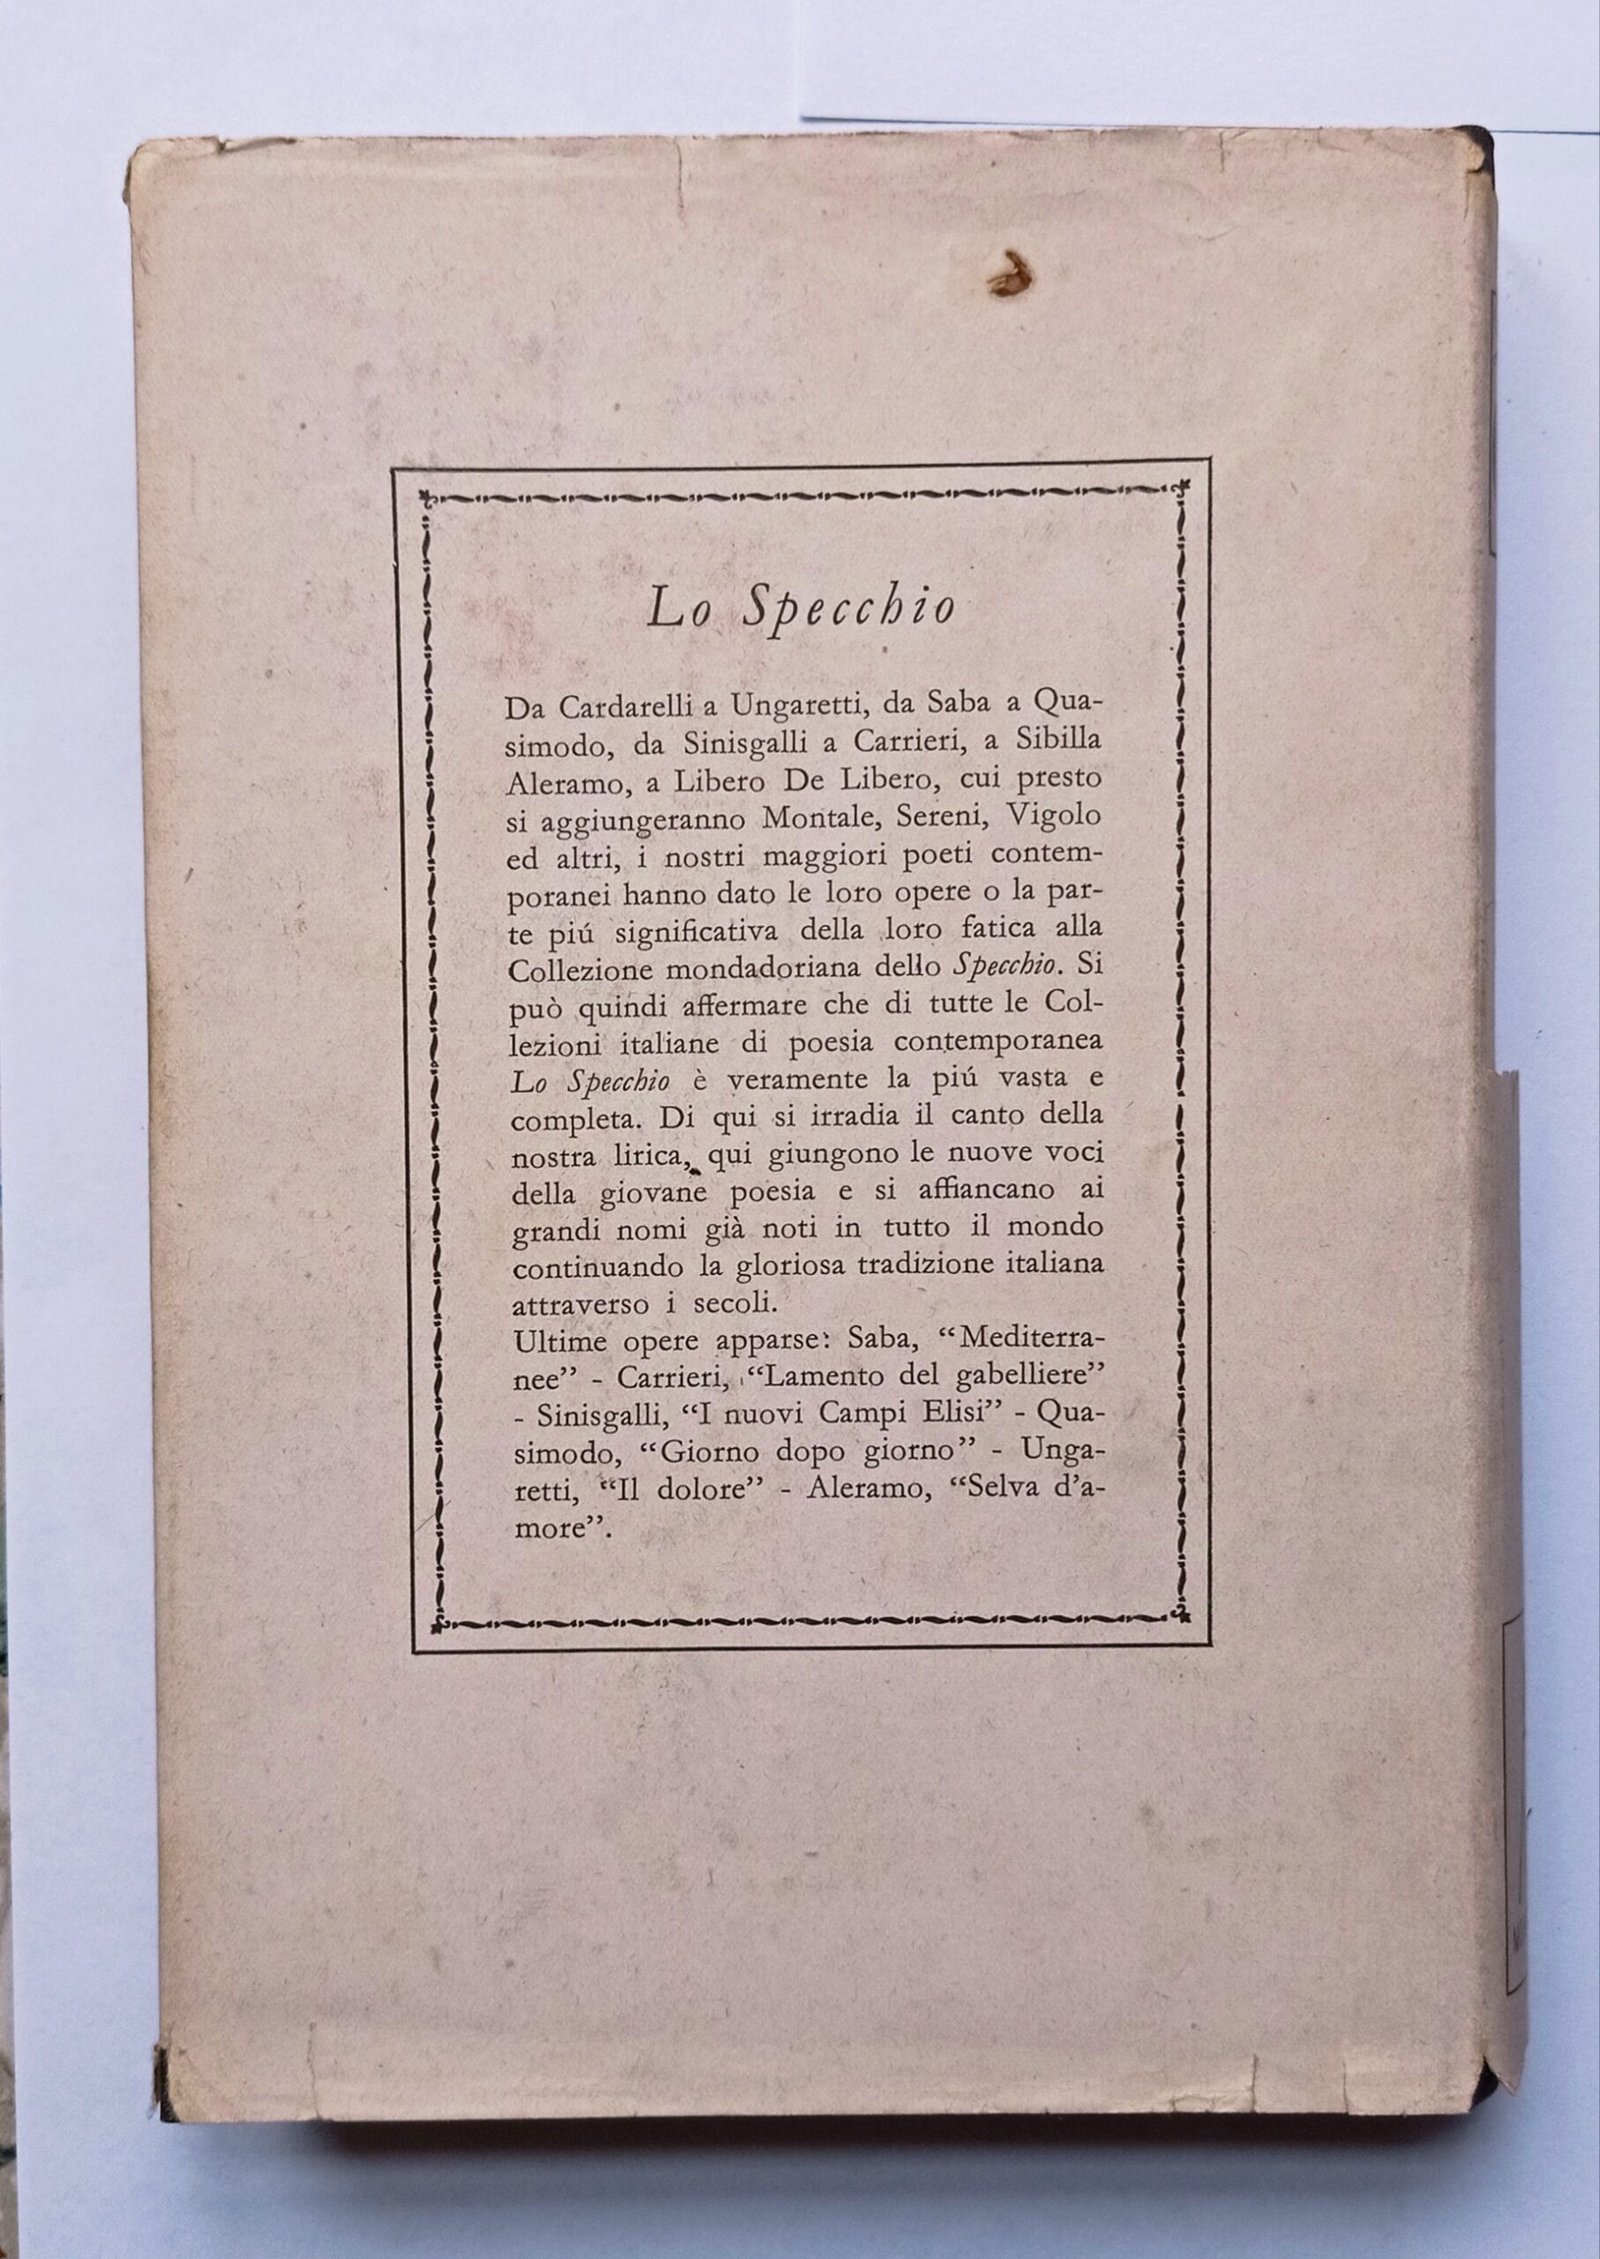 Lo Specchio
Da Cardarelli a Ungaretti, da Saba a Qua-
simodo, da Sinisgalli a Carrieri, a Sibilla
Aleramo, a Libero De Libero, cui presto
si aggiungeranno Montale, Sereni, Vigolo
ed altri, i nostri maggiori poeti contem-
poranei hanno dato le loro opere o la par-
te piú significativa della loro fatica alla
Collezione mondadoriana dello Specchio. Si
può quindi affermare che di tutte le Col-
lezioni italiane di poesia contemporanea
Lo Specchio è veramente la piú vasta e
completa. Di qui si irradia il canto della
nostra lirica, qui giungono le nuove voci
della giovane poesia e si affiancano ai
grandi nomi già noti in tutto il mondo
continuando la gloriosa tradizione italiana
attraverso i secoli.
Ultime opere apparse: Saba, “Mediterra-
nee” - Carrieri, “Lamento del gabelliere”
- Sinisgalli, “I nuovi Campi Elisi” - Qua-
simodo, “Giorno dopo giorno” - Unga-
retti, “Il dolore” - Aleramo, “Selva d’a-
more”.